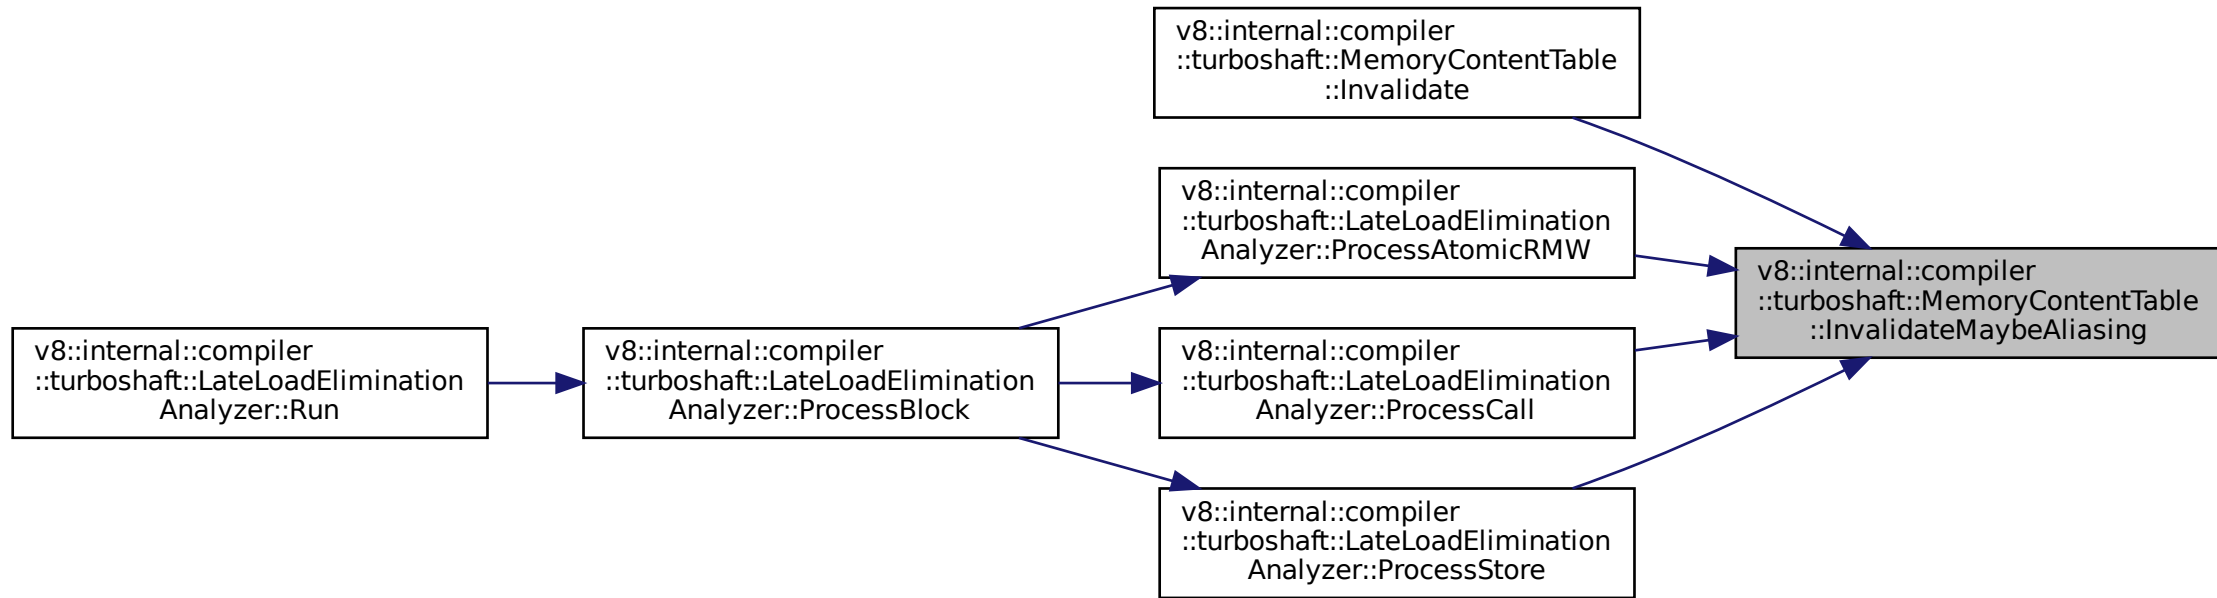 v8::internal::compiler
::turboshaft::MemoryContentTable
::Invalidate
v8::internal::compiler
::turboshaft::LateLoadElimination
Analyzer::ProcessAtomicRMW
v8::internal::compiler
::turboshaft::MemoryContentTable
::InvalidateMaybeAliasing
v8::internal::compiler
::turboshaft::LateLoadElimination
Analyzer::Run
v8::internal::compiler
::turboshaft::LateLoadElimination
Analyzer::ProcessBlock
v8::internal::compiler
::turboshaft::LateLoadElimination
Analyzer::ProcessCall
v8::internal::compiler
::turboshaft::LateLoadElimination
Analyzer::ProcessStore